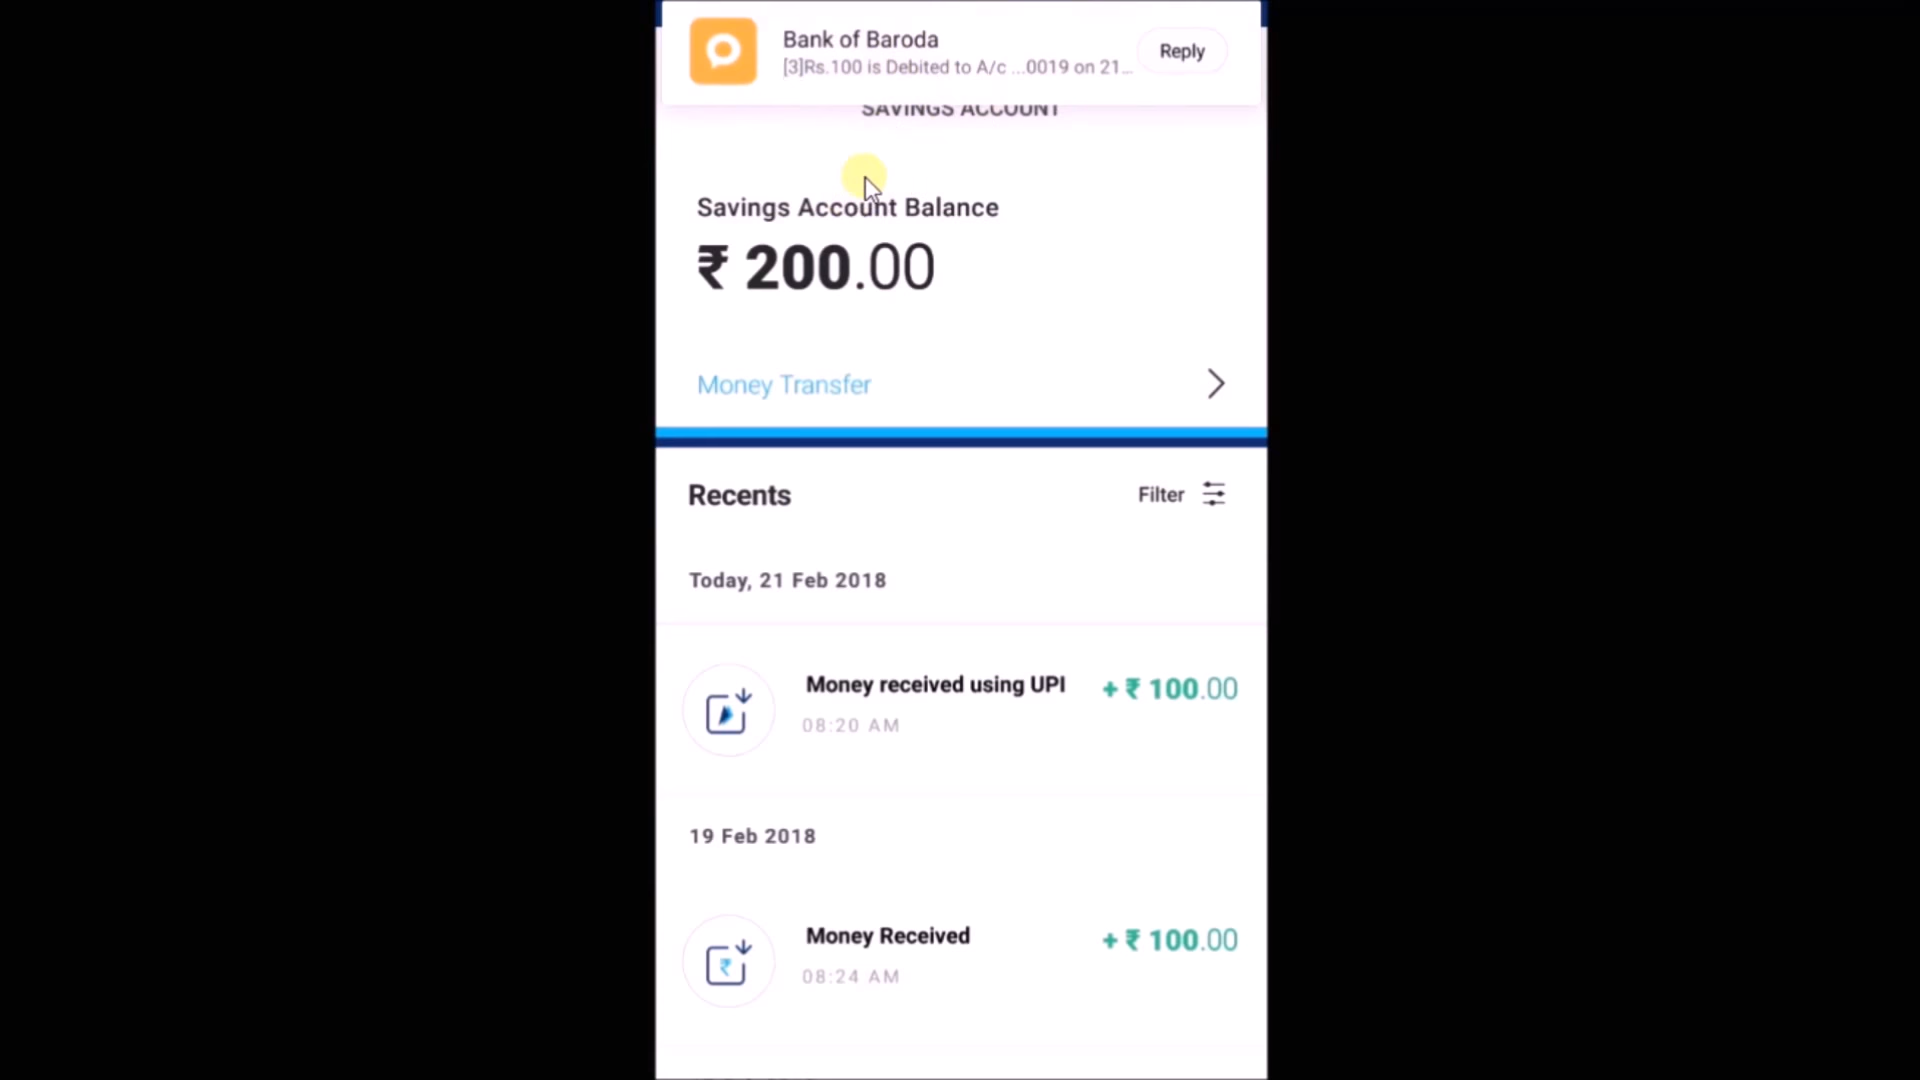 Bank of Baroda
[3]Rs.100 is Debited to A/c ...0019 on 21...
Reply
SAVINGS ACCOUNT
Savings Account Balance
₹ 200.00
Money Transfer
Recents
Filter
Today, 21 Feb 2018
Money received using UPI
+ ₹ 100.00
08:20 AM
19 Feb 2018
Money Received
+ ₹ 100.00
08:24 AM